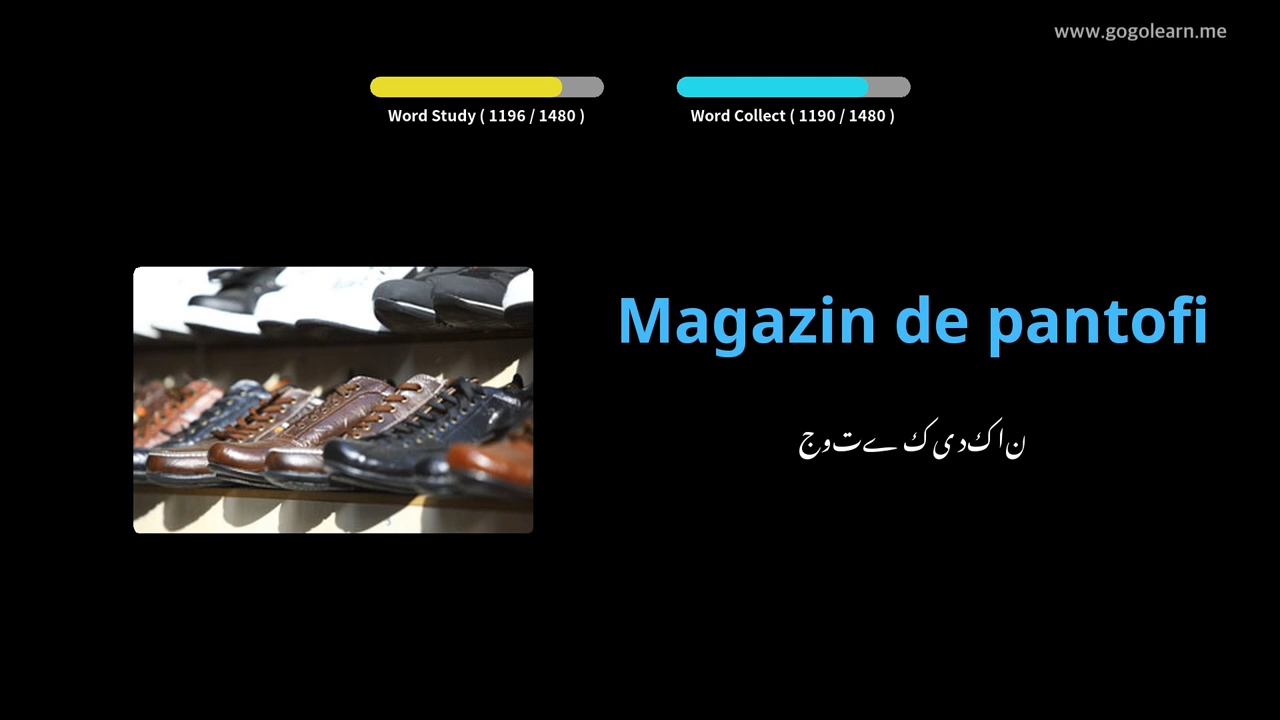 www.gogolearn.me
Word Study ( 1196 / 1480 )
Word Collect ( 1190 / 1480 )
Magazin de pantofi
جوتے کی دکان